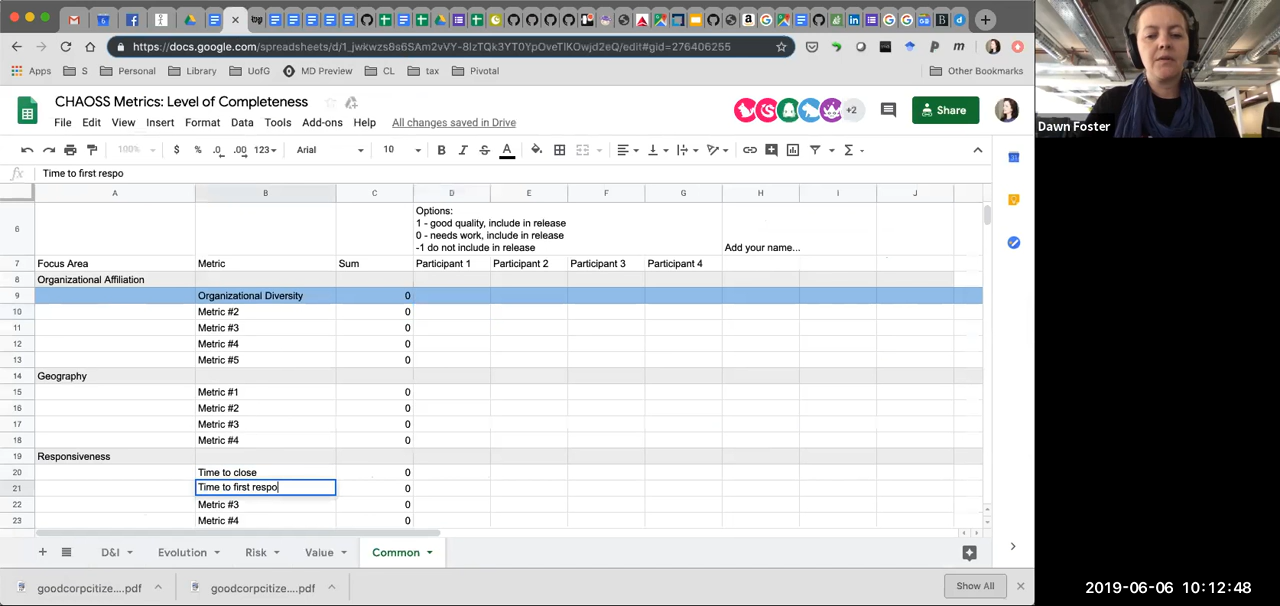 https://docs.google.com/spreadsheets/d/1_jwkwzs8s6SAm2vVY-8lzTQk3YT0YpOveTlKOwjd2eQ/edit#gid=276406255
Apps S Personal Library UofG MD Preview CL tax Pivotal Other Bookmarks
CHAOSS Metrics: Level of Completeness
+2 Share
File Edit View Insert Format Data Tools Add-ons Help All changes saved in Drive
100% $ % .0 .00 123 Arial 10 B I S A
fx Time to first respo
A B C D E F G H I J
Options:
1 - good quality, include in release
0 - needs work, include in release
6 -1 do not include in release Add your name...
7 Focus Area Metric Sum Participant 1 Participant 2 Participant 3 Participant 4
8 Organizational Affiliation
9 Organizational Diversity 0
10 Metric #2 0
11 Metric #3 0
12 Metric #4 0
13 Metric #5 0
14 Geography
15 Metric #1 0
16 Metric #2 0
17 Metric #3 0
18 Metric #4 0
19 Responsiveness
20 Time to close 0
21 Time to first respo 0
22 Metric #3 0
23 Metric #4 0
D&I Evolution Risk Value Common
goodcorpcitize....pdf goodcorpcitize....pdf Show All
Dawn Foster
2019-06-06 10:12:48